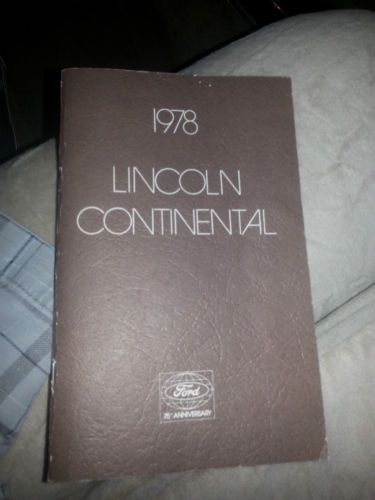 1978
LINCOLN
CONTINENTAL
Ford
75th ANNIVERSARY